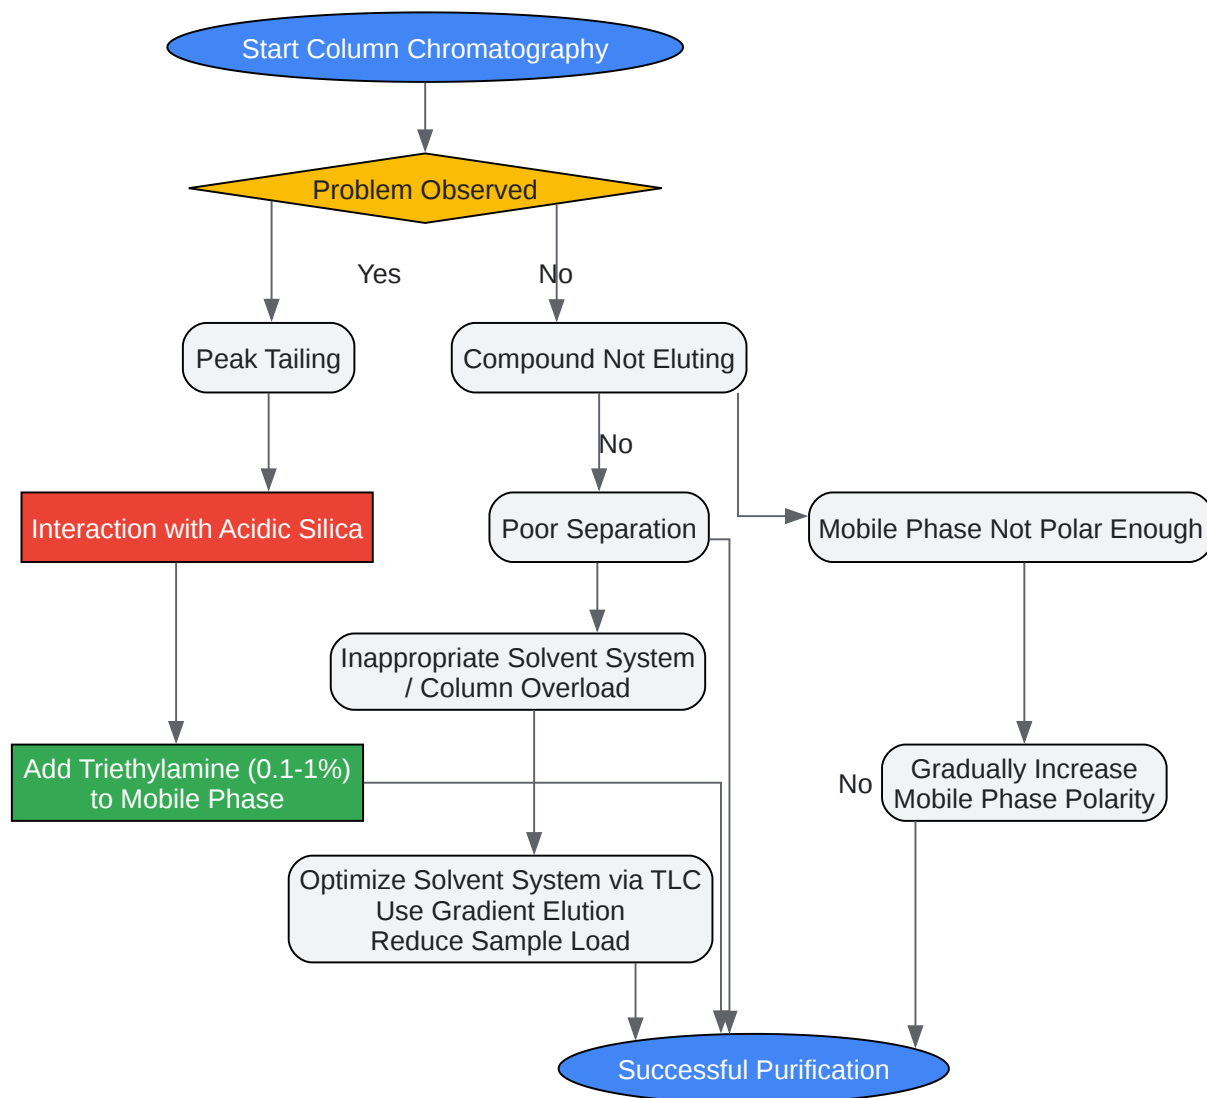 Start Column Chromatography
Problem Observed
Yes
No
Peak Tailing
Compound Not Eluting
No
Interaction with Acidic Silica
Poor Separation
Mobile Phase Not Polar Enough
Inappropriate Solvent System
/ Column Overload
Add Triethylamine (0.1-1%)
to Mobile Phase
No
Gradually Increase
Mobile Phase Polarity
Optimize Solvent System via TLC
Use Gradient Elution
Reduce Sample Load
Successful Purification